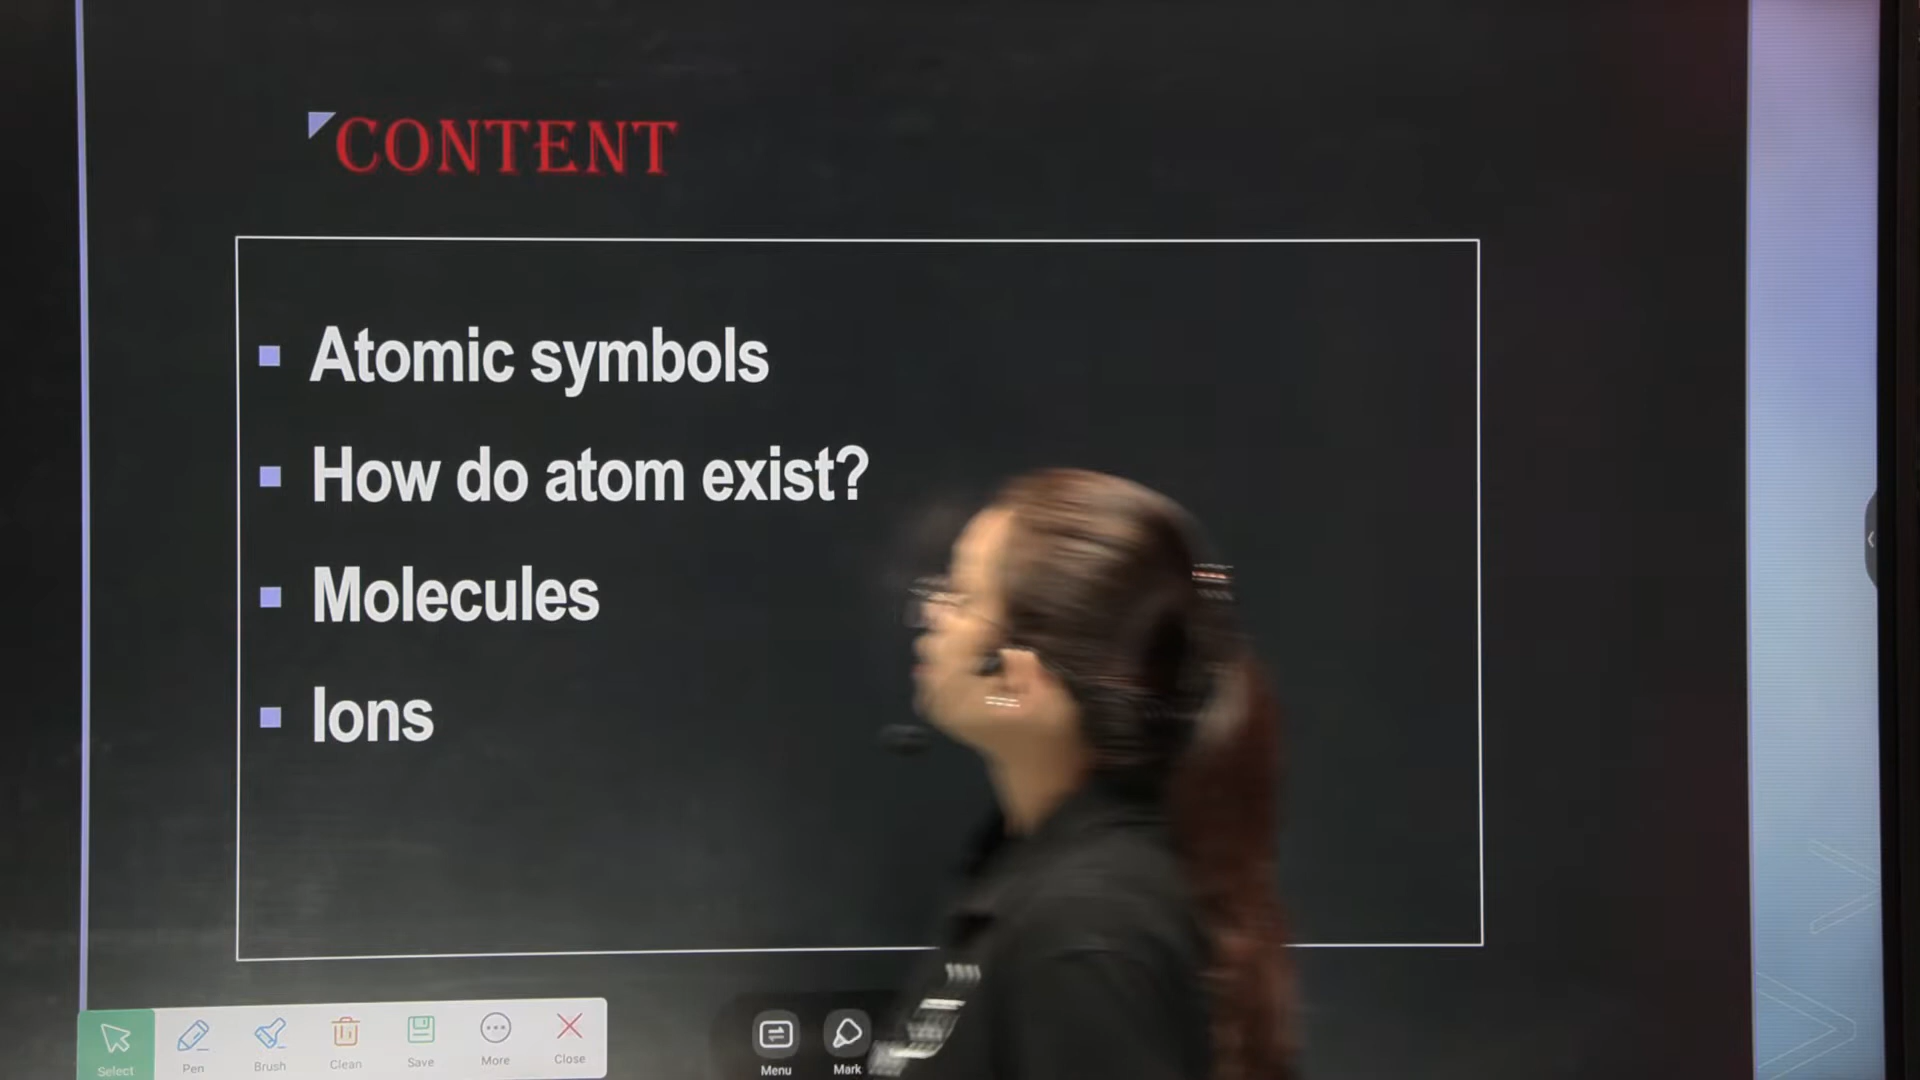 CONTENT
Atomic symbols
How do atom exist?
Molecules
Ions
Select
Pen
Brush
Clean
Save
More
Close
Menu
Mark